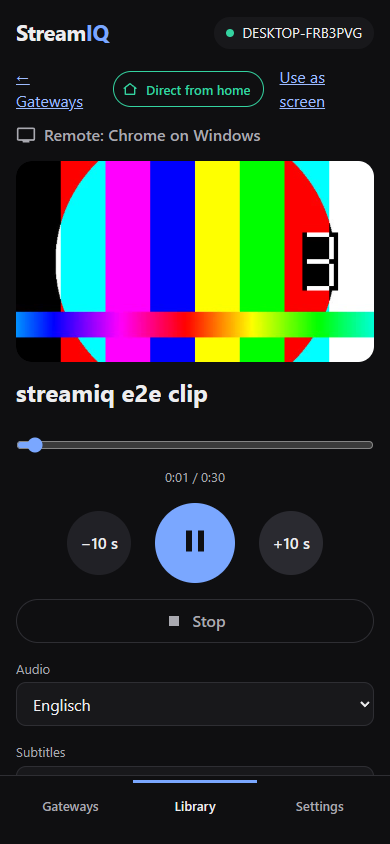 StreamIQ
DESKTOP-FRB3PVG
←
Gateways
Direct from home
Use as
screen
Remote: Chrome on Windows
3
streamiq e2e clip
0:01 / 0:30
−10 s
+10 s
Stop
Audio
Englisch
Subtitles
Gateways
Library
Settings